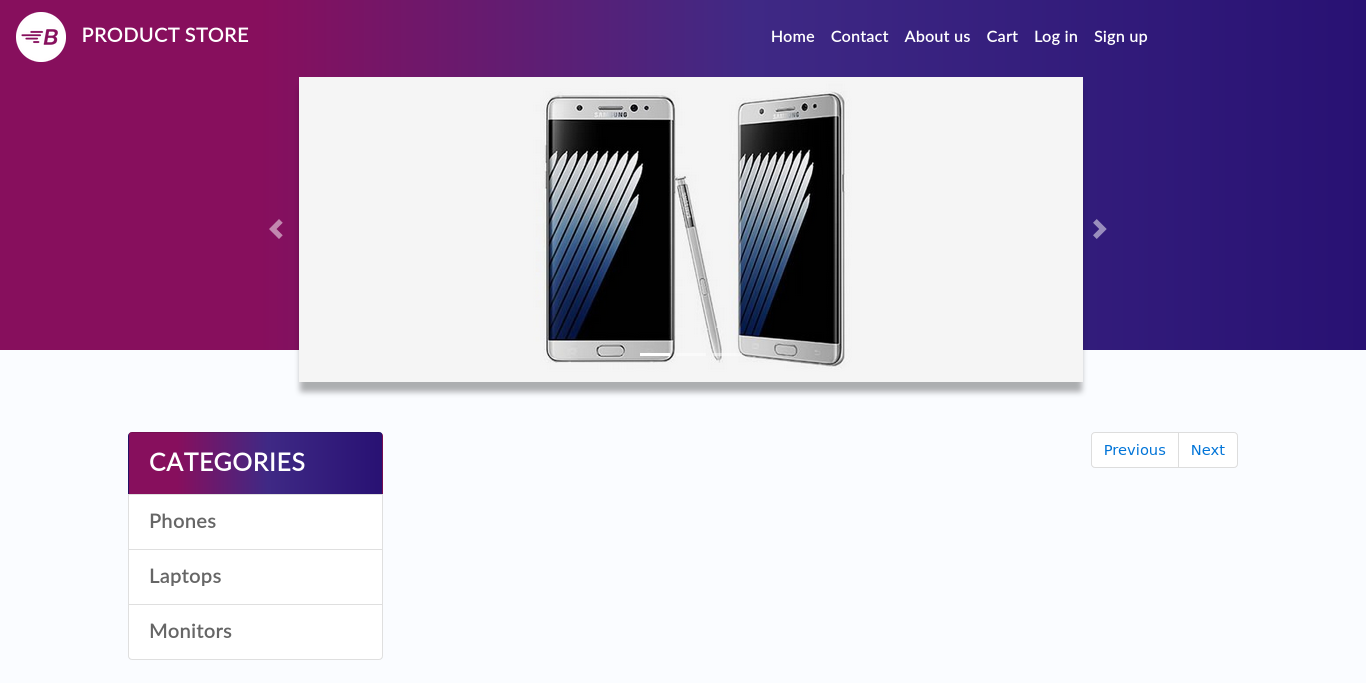 B PRODUCT STORE
Home Contact About us Cart Log in Sign up
SAMSUNG SAMSUNG
CATEGORIES
Previous Next
Phones
Laptops
Monitors